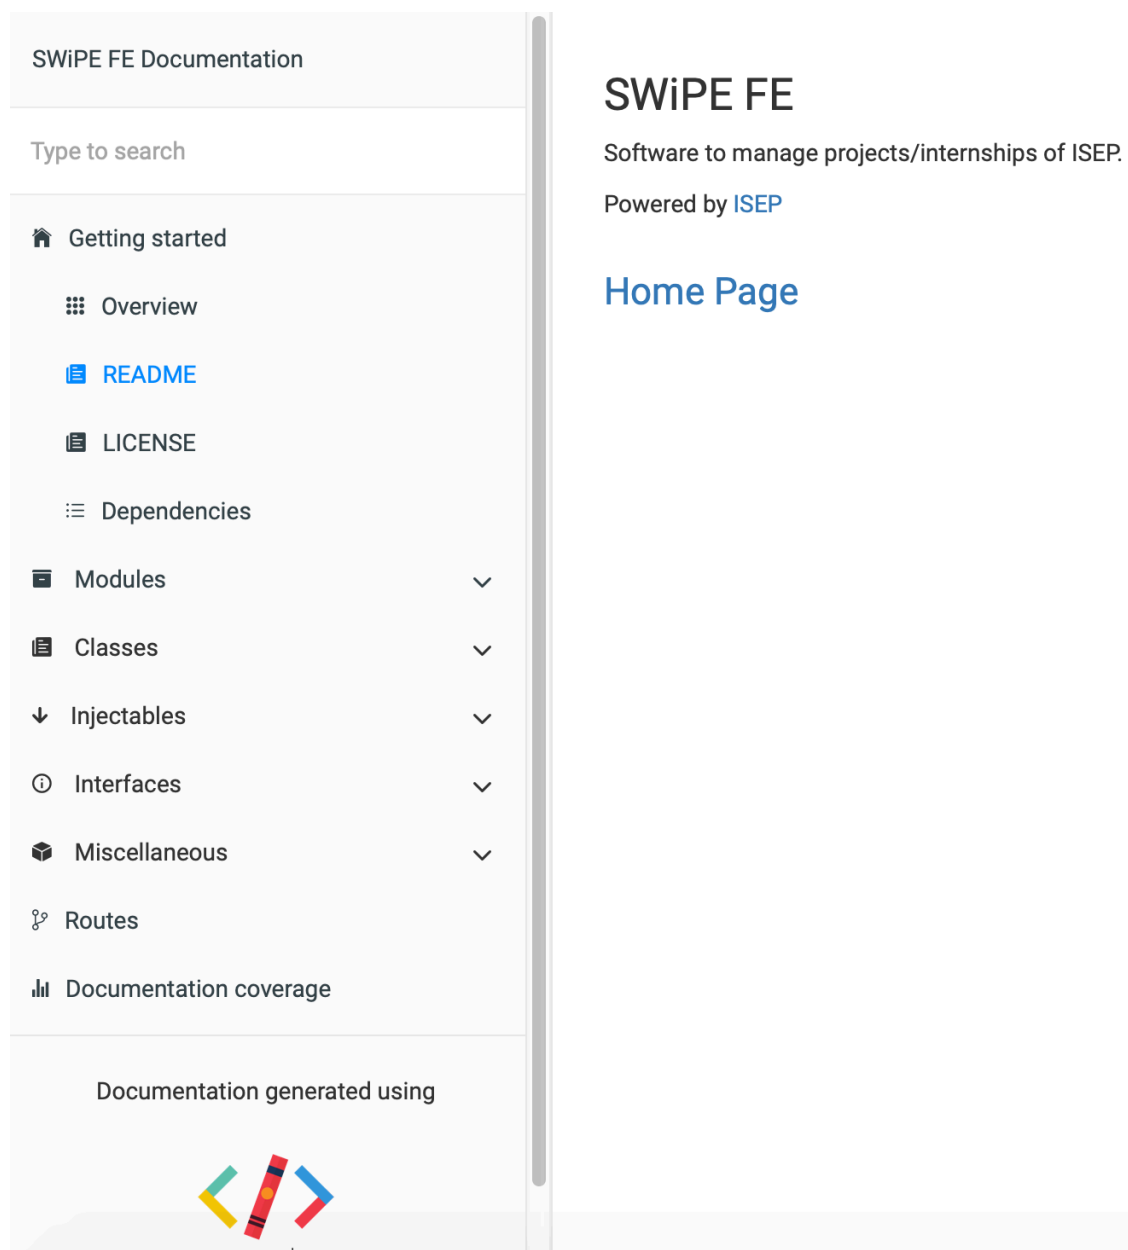 SWiPE FE Documentation
Type to search
Getting started
Overview
README
LICENSE
Dependencies
Modules
Classes
Injectables
Interfaces
Miscellaneous
Routes
Documentation coverage
Documentation generated using
SWiPE FE
Software to manage projects/internships of ISEP.
Powered by ISEP
Home Page